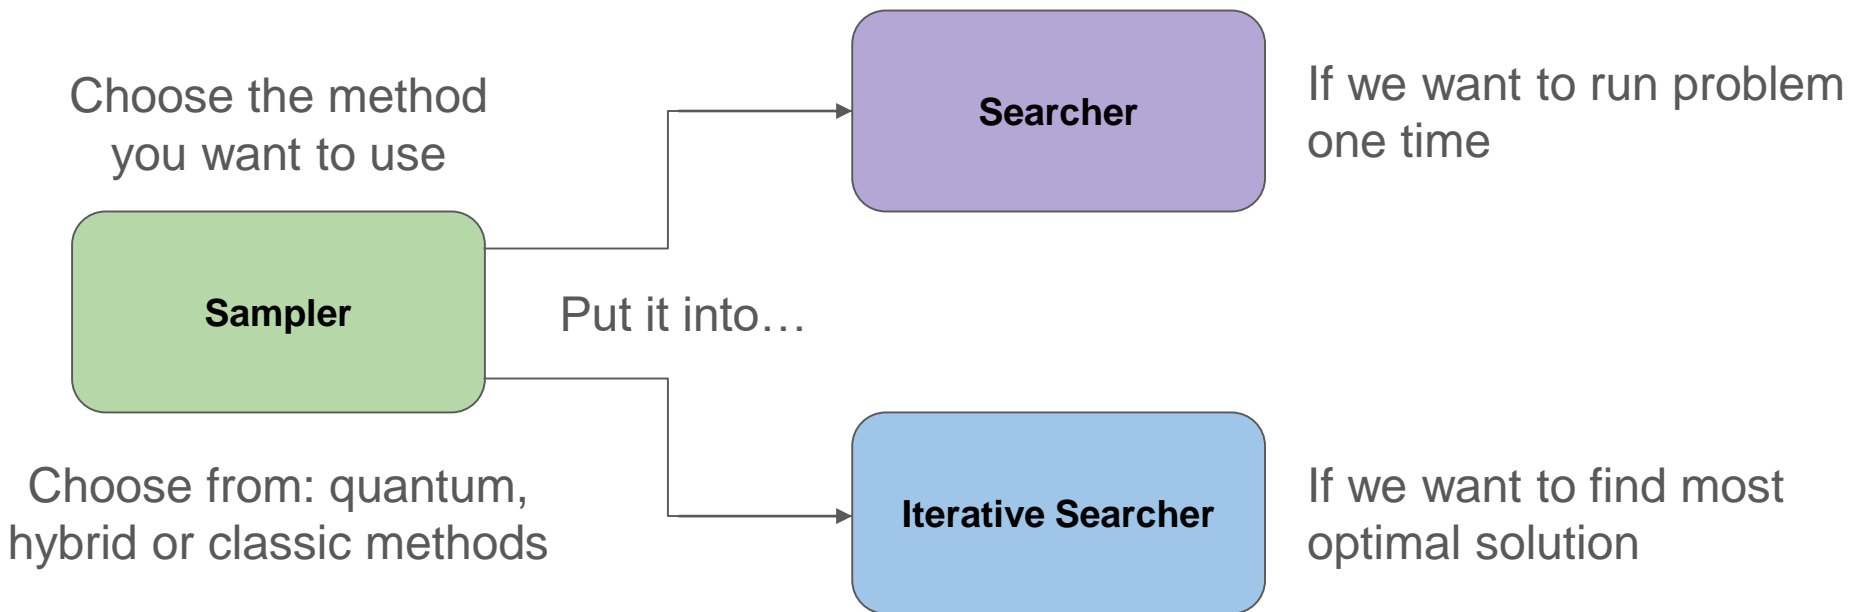 Choose the method
you want to use
Sampler
Choose from: quantum,
hybrid or classic methods
Put it into…
Searcher
If we want to run problem
one time
Iterative Searcher
If we want to find most
optimal solution